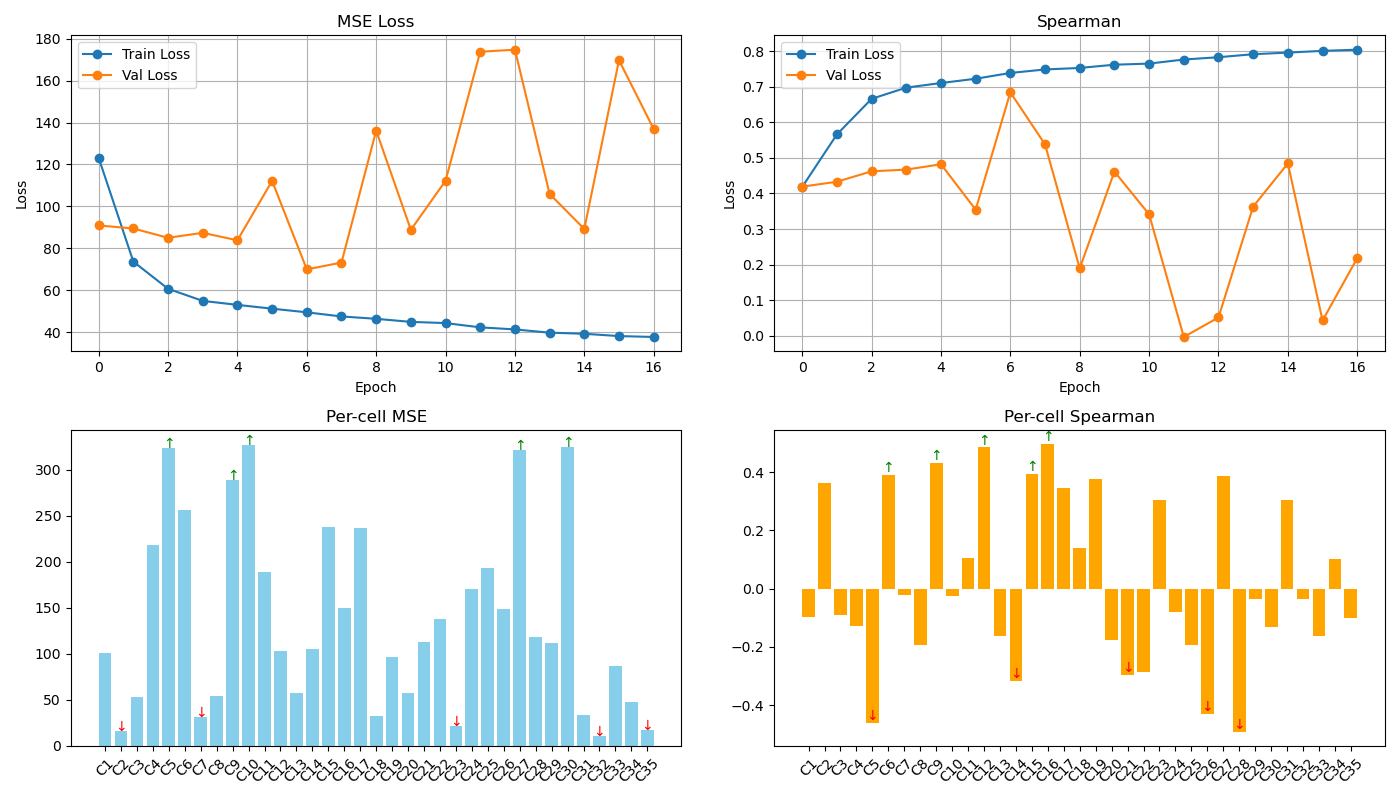 MSE Loss
Train Loss
Val Loss
180
160
140
120
100
80
60
40
Loss
0 2 4 6 8 10 12 14 16
Epoch
Spearman
Train Loss
Val Loss
0.8
0.7
0.6
0.5
0.4
0.3
0.2
0.1
0.0
Loss
0 2 4 6 8 10 12 14 16
Epoch
Per-cell MSE
↑ ↑ ↑ ↑ ↑
↓ ↓ ↓ ↓ ↓
300
250
200
150
100
50
0
C1 C2 C3 C4 C5 C6 C7 C8 C9 C10 C11 C12 C13 C14 C15 C16 C17 C18 C19 C20 C21 C22 C23 C24 C25 C26 C27 C28 C29 C30 C31 C32 C33 C34 C35
Per-cell Spearman
↑ ↑ ↑ ↑ ↑
↓ ↓ ↓ ↓ ↓
0.4
0.2
0.0
−0.2
−0.4
C1 C2 C3 C4 C5 C6 C7 C8 C9 C10 C11 C12 C13 C14 C15 C16 C17 C18 C19 C20 C21 C22 C23 C24 C25 C26 C27 C28 C29 C30 C31 C32 C33 C34 C35